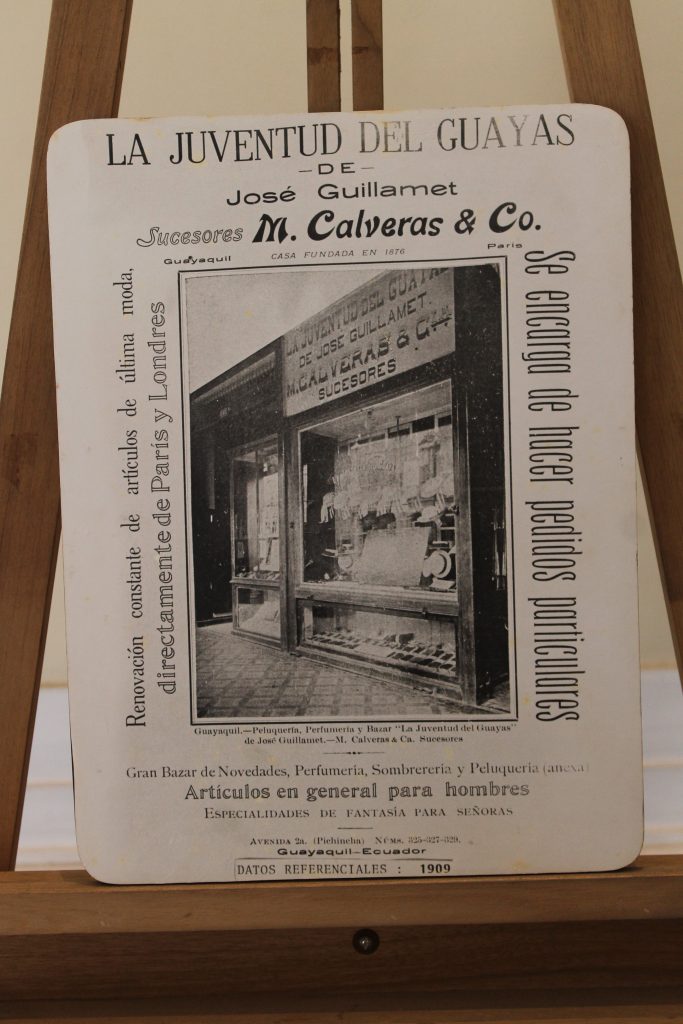 LA JUVENTUD DEL GUAYAS
—DE—
José Guillamet
Sucesores M. Calveras & Co.
Guayaquil
CASA FUNDADA EN 1876
París
Renovación constante de artículos de última moda,
directamente de París y Londres
LA JUVENTUD DEL GUAYAS
DE JOSE GUILLAMET.
M. CALVERAS & Cia
SUCESORES
Se encarga de hacer pedidos particulares
Guayaquil.—Peluquería, Perfumería y Bazar "La Juventud del Guayas"
de José Guillamet.—M. Calveras & Ca. Sucesores
Gran Bazar de Novedades, Perfumería, Sombrerería y Peluquería (anexa)
Artículos en general para hombres
ESPECIALIDADES DE FANTASÍA PARA SEÑORAS
AVENIDA 2a. (Pichincha) NÚMS. 325-327-329.
Guayaquil—Ecuador
DATOS REFERENCIALES : 1909